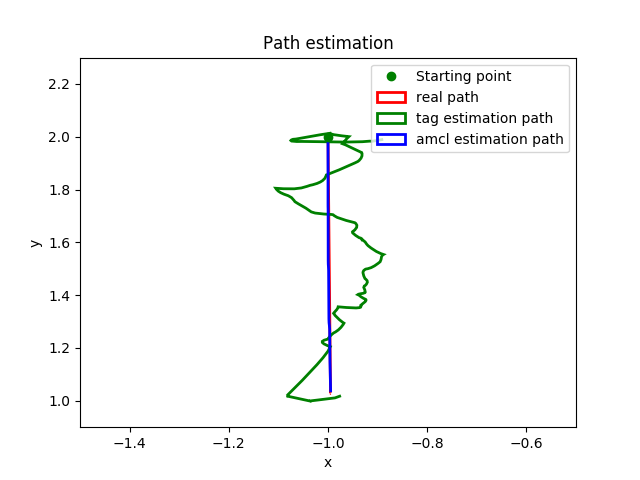 Path estimation
Starting point
real path
tag estimation path
amcl estimation path
y
2.2
2.0
1.8
1.6
1.4
1.2
1.0
−1.4
−1.2
−1.0
−0.8
−0.6
x